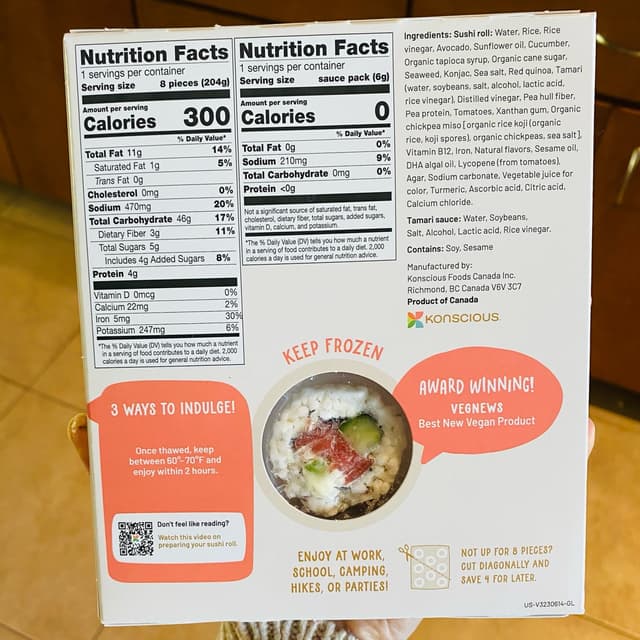 Nutrition Facts
1 servings per container
Serving size 8 pieces (204g)
Amount per serving
Calories 300
% Daily Value*
Total Fat 11g 14%
Saturated Fat 1g 5%
Trans Fat 0g
Cholesterol 0mg 0%
Sodium 470mg 20%
Total Carbohydrate 46g 17%
Dietary Fiber 3g 11%
Total Sugars 5g
Includes 4g Added Sugars 8%
Protein 4g
Vitamin D 0mcg 0%
Calcium 22mg 2%
Iron 5mg 30%
Potassium 247mg 6%
*The % Daily Value (DV) tells you how much a nutrient
in a serving of food contributes to a daily diet. 2,000
calories a day is used for general nutrition advice.
Nutrition Facts
1 servings per container
Serving size sauce pack (6g)
Amount per serving
Calories 0
% Daily Value*
Total Fat 0g 0%
Sodium 210mg 9%
Total Carbohydrate 0mg 0%
Protein <0g
Not a significant source of saturated fat, trans fat,
cholesterol, dietary fiber, total sugars, added sugars,
vitamin D, calcium, and potassium.
*The % Daily Value (DV) tells you how much a nutrient
in a serving of food contributes to a daily diet. 2,000
calories a day is used for general nutrition advice.
Ingredients: Sushi roll: Water, Rice, Rice
vinegar, Avocado, Sunflower oil, Cucumber,
Organic tapioca syrup, Organic cane sugar,
Seaweed, Konjac, Sea salt, Red quinoa, Tamari
(water, soybeans, salt, alcohol, lactic acid,
rice vinegar), Distilled vinegar, Pea hull fiber,
Pea protein, Tomatoes, Xanthan gum, Organic
chickpea miso [organic rice koji (organic
rice, koji spores), organic chickpeas, sea salt],
Vitamin B12, Iron, Natural flavors, Sesame oil,
DHA algal oil, Lycopene (from tomatoes),
Agar, Sodium carbonate, Vegetable juice for
color, Turmeric, Ascorbic acid, Citric acid,
Calcium chloride.
Tamari sauce: Water, Soybeans,
Salt, Alcohol, Lactic acid, Rice vinegar.
Contains: Soy, Sesame
Manufactured by:
Konscious Foods Canada Inc.
Richmond, BC Canada V6V 3C7
Product of Canada
KONSCIOUS
KEEP FROZEN
AWARD WINNING!
VEGNEWS
Best New Vegan Product
3 WAYS TO INDULGE!
Once thawed, keep
between 60°-70°F and
enjoy within 2 hours.
Don't feel like reading?
Watch this video on
preparing your sushi roll.
ENJOY AT WORK,
SCHOOL, CAMPING,
HIKES, OR PARTIES!
NOT UP FOR 8 PIECES?
CUT DIAGONALLY AND
SAVE 4 FOR LATER.
US-V3230614-GL